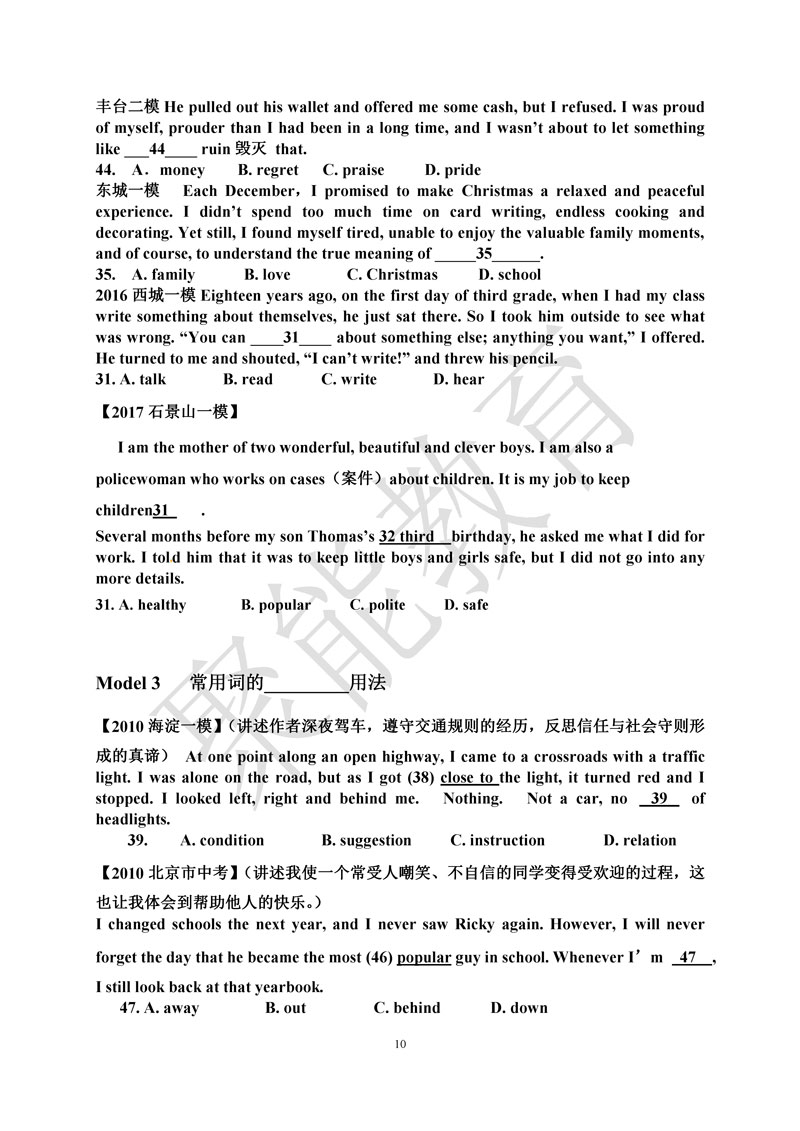 丰台二模 He pulled out his wallet and offered me some cash, but I refused. I was proud
of myself, prouder than I had been in a long time, and I wasn't about to let something
like ___44____ ruin 毁灭 that.
44. A．money B. regret C. praise D. pride
东城一模 Each December，I promised to make Christmas a relaxed and peaceful
experience. I didn't spend too much time on card writing, endless cooking and
decorating. Yet still, I found myself tired, unable to enjoy the valuable family moments,
and of course, to understand the true meaning of _____35______.
35. A. family B. love C. Christmas D. school
2016 西城一模 Eighteen years ago, on the first day of third grade, when I had my class
write something about themselves, he just sat there. So I took him outside to see what
was wrong. “You can ____31____ about something else; anything you want,” I offered.
He turned to me and shouted, “I can't write!” and threw his pencil.
31. A. talk B. read C. write D. hear
【2017 石景山一模】
I am the mother of two wonderful, beautiful and clever boys. I am also a
policewoman who works on cases（案件）about children. It is my job to keep
children31 .
Several months before my son Thomas's 32 third birthday, he asked me what I did for
work. I told him that it was to keep little boys and girls safe, but I did not go into any
more details.
31. A. healthy B. popular C. polite D. safe
Model 3 常用词的_________用法
【2010 海淀一模】（讲述作者深夜驾车，遵守交通规则的经历，反思信任与社会守则形
成的真谛） At one point along an open highway, I came to a crossroads with a traffic
light. I was alone on the road, but as I got (38) close to the light, it turned red and I
stopped. I looked left, right and behind me. Nothing. Not a car, no 39 of
headlights.
39. A. condition B. suggestion C. instruction D. relation
【2010 北京市中考】（讲述我使一个常受人嘲笑、不自信的同学变得受欢迎的过程，这
也让我体会到帮助他人的快乐。）
I changed schools the next year, and I never saw Ricky again. However, I will never
forget the day that he became the most (46) popular guy in school. Whenever I’m 47 ,
I still look back at that yearbook.
47. A. away B. out C. behind D. down
10
聚能教育